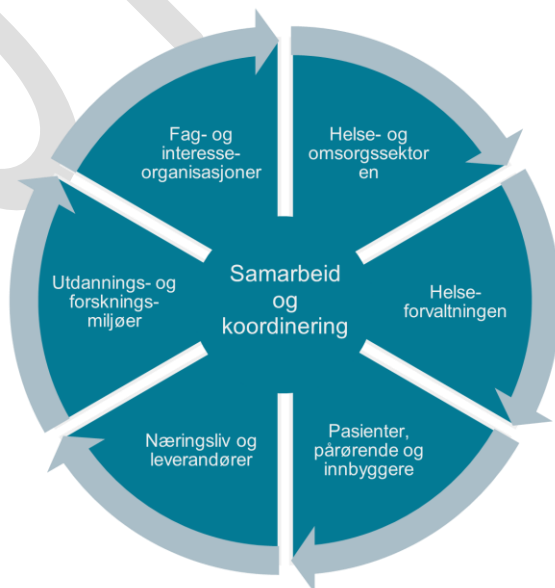 Fag- og
interesse-
organisasjoner
Helse- og
omsorgssektor
en
Utdannings- og
forsknings-
miljøer
Samarbeid
og
koordinering
Helse-
forvaltningen
Næringsliv og
leverandører
Pasienter,
pårørende og
innbyggere